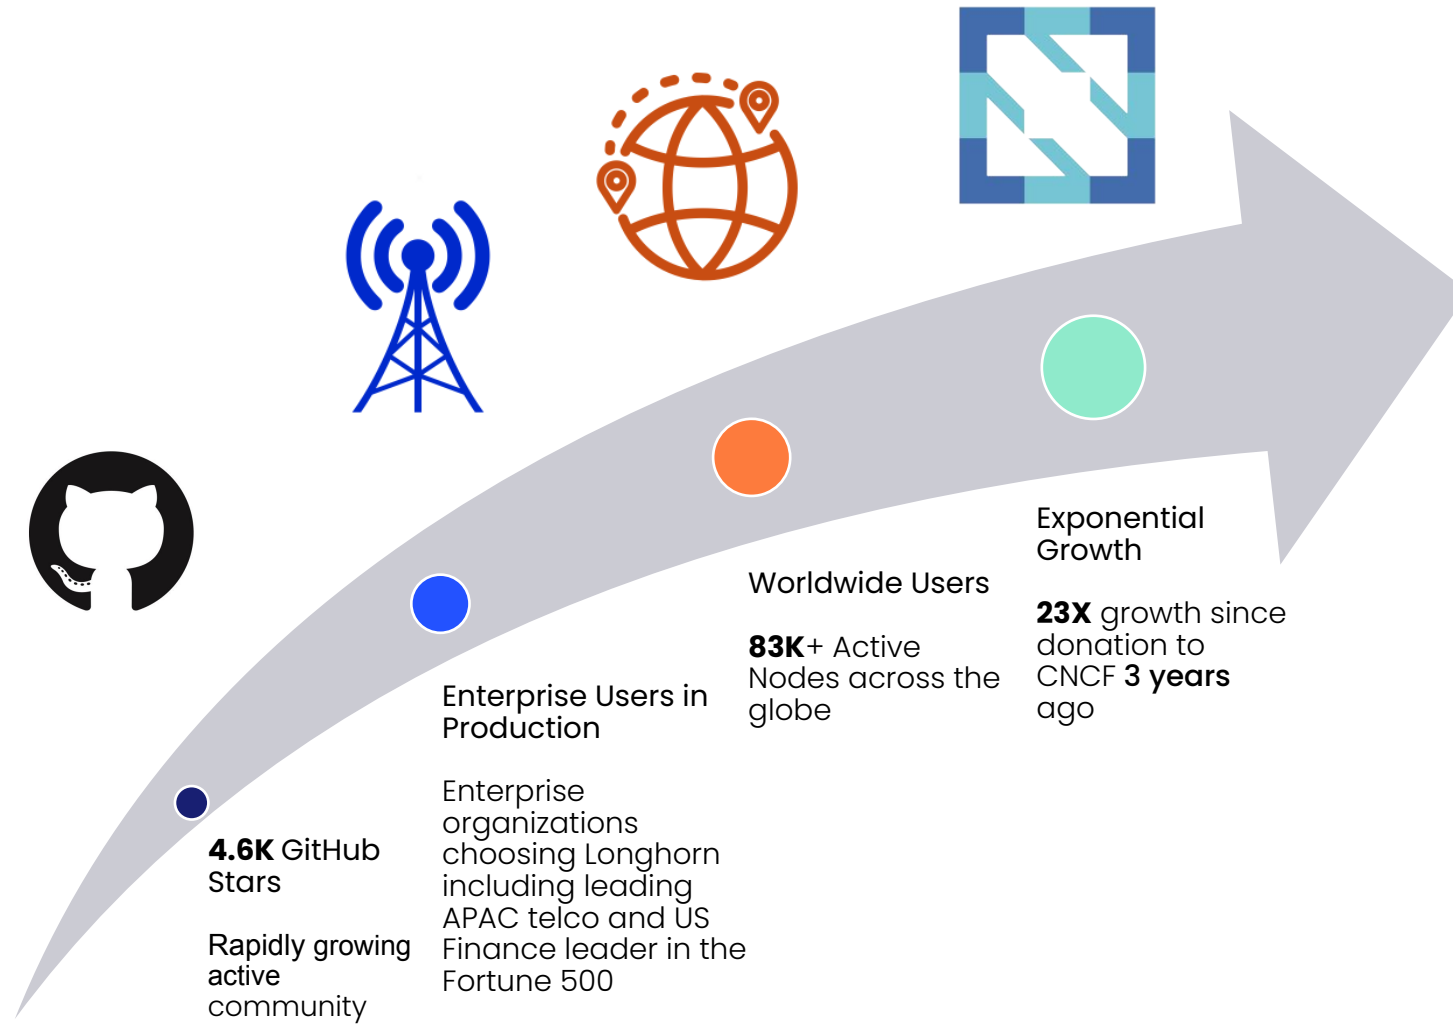 4.6K GitHub
Stars
Rapidly growing
active
community
Enterprise Users in
Production
Enterprise
organizations
choosing Longhorn
including leading
APAC telco and US
Finance leader in the
Fortune 500
Worldwide Users
83K+ Active
Nodes across the
globe
Exponential
Growth
23X growth since
donation to
CNCF 3 years
ago